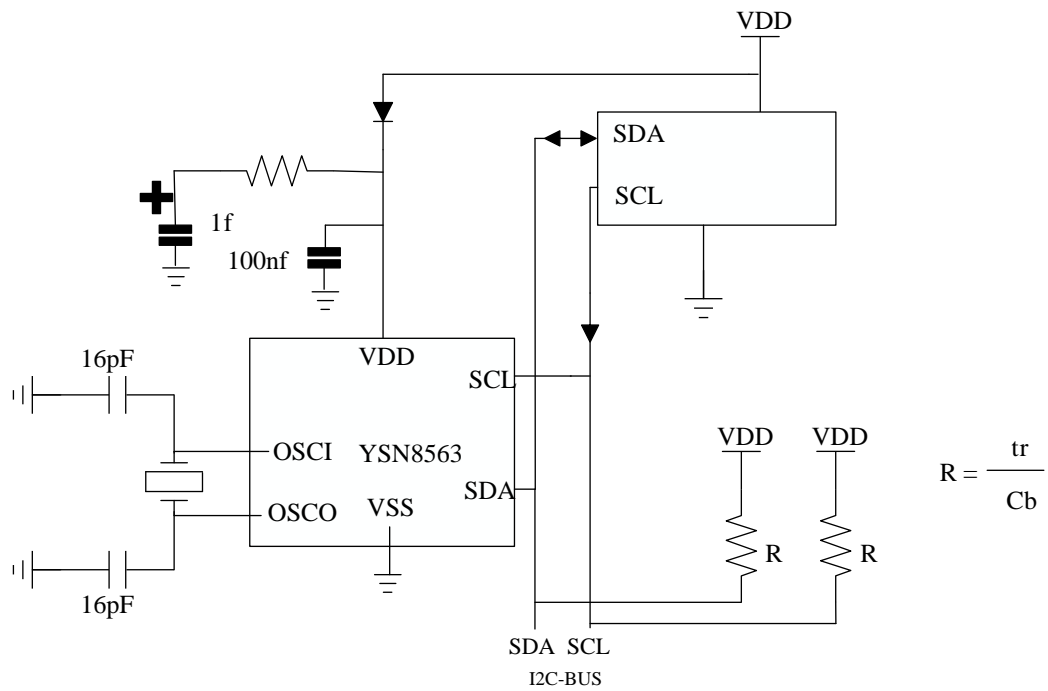 VDD
SDA
SCL
1f
100nf
16pF
VDD
SCL
OSCI
YSN8563
SDA
OSCO
VSS
16pF
VDD
VDD
R
R
R = tr
Cb
SDA SCL
I2C-BUS